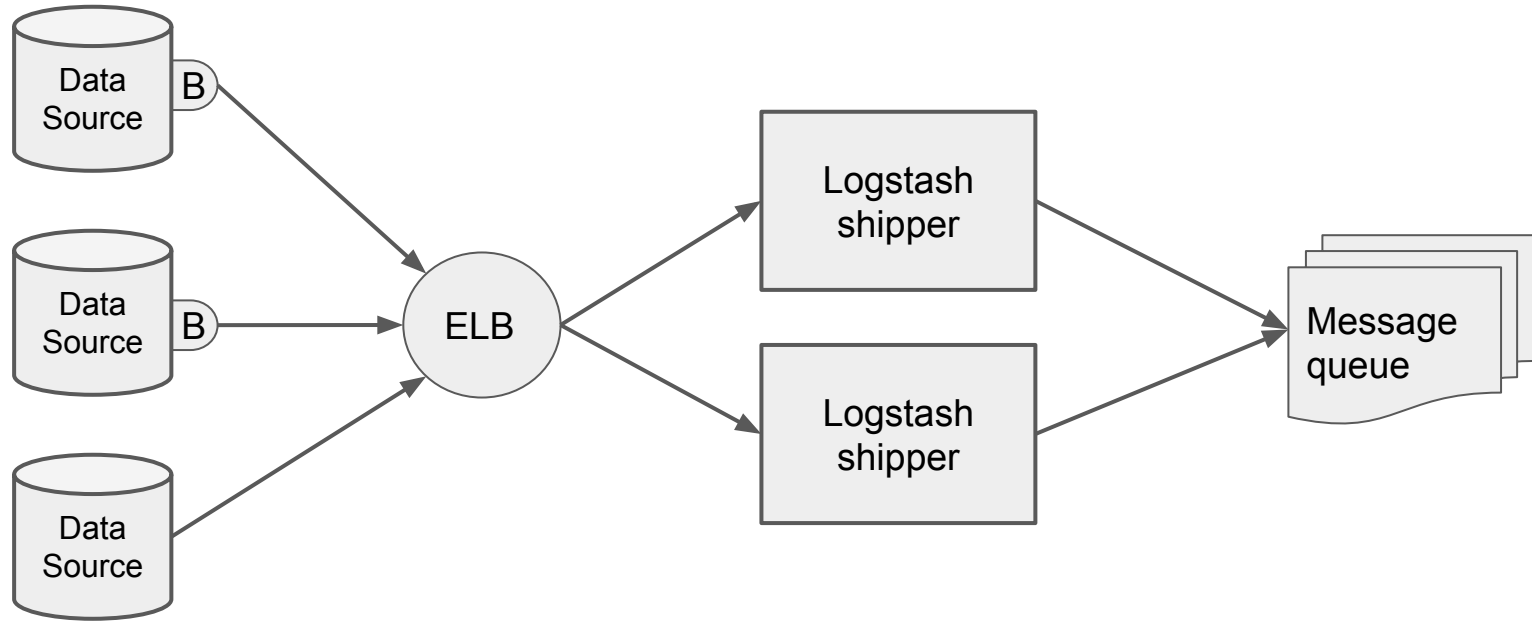 Data
Source
B
Data
Source
B
Data
Source
ELB
Logstash
shipper
Logstash
shipper
Message
queue